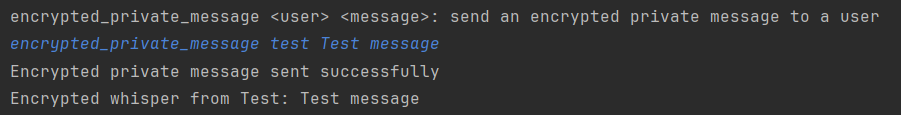 encrypted_private_message <user> <message>: send an encrypted private message to a user
encrypted_private_message test Test message
Encrypted private message sent successfully
Encrypted whisper from Test: Test message